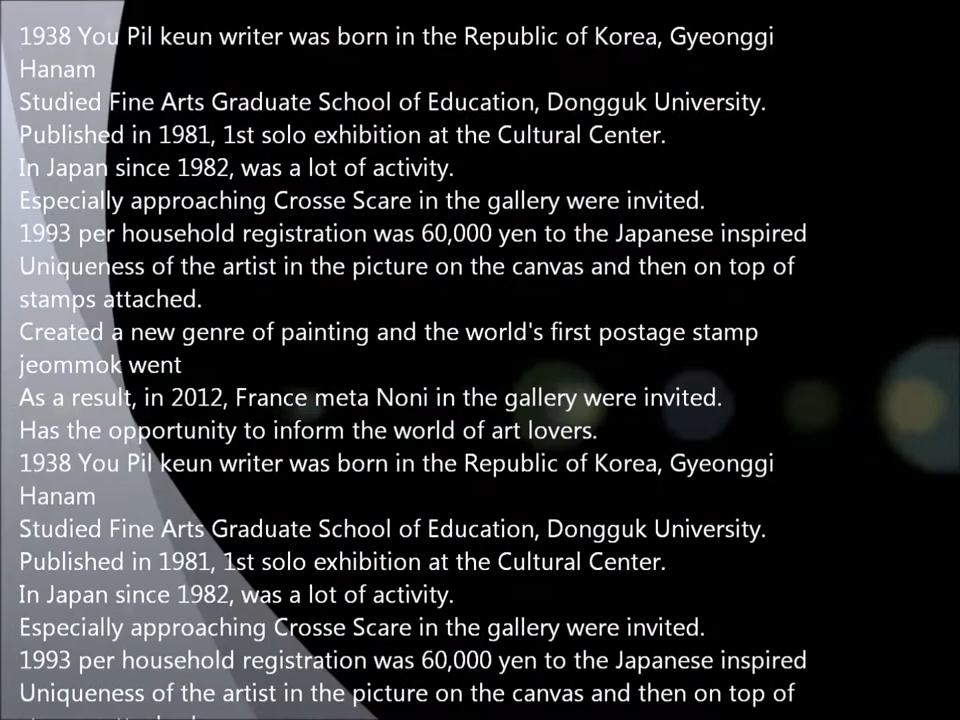 1938 You Pil keun writer was born in the Republic of Korea, Gyeonggi
Hanam
Studied Fine Arts Graduate School of Education, Dongguk University.
Published in 1981, 1st solo exhibition at the Cultural Center.
In Japan since 1982, was a lot of activity.
Especially approaching Crosse Scare in the gallery were invited.
1993 per household registration was 60,000 yen to the Japanese inspired
Uniqueness of the artist in the picture on the canvas and then on top of
stamps attached.
Created a new genre of painting and the world's first postage stamp
jeommok went
As a result, in 2012, France meta Noni in the gallery were invited.
Has the opportunity to inform the world of art lovers.
1938 You Pil keun writer was born in the Republic of Korea, Gyeonggi
Hanam
Studied Fine Arts Graduate School of Education, Dongguk University.
Published in 1981, 1st solo exhibition at the Cultural Center.
In Japan since 1982, was a lot of activity.
Especially approaching Crosse Scare in the gallery were invited.
1993 per household registration was 60,000 yen to the Japanese inspired
Uniqueness of the artist in the picture on the canvas and then on top of